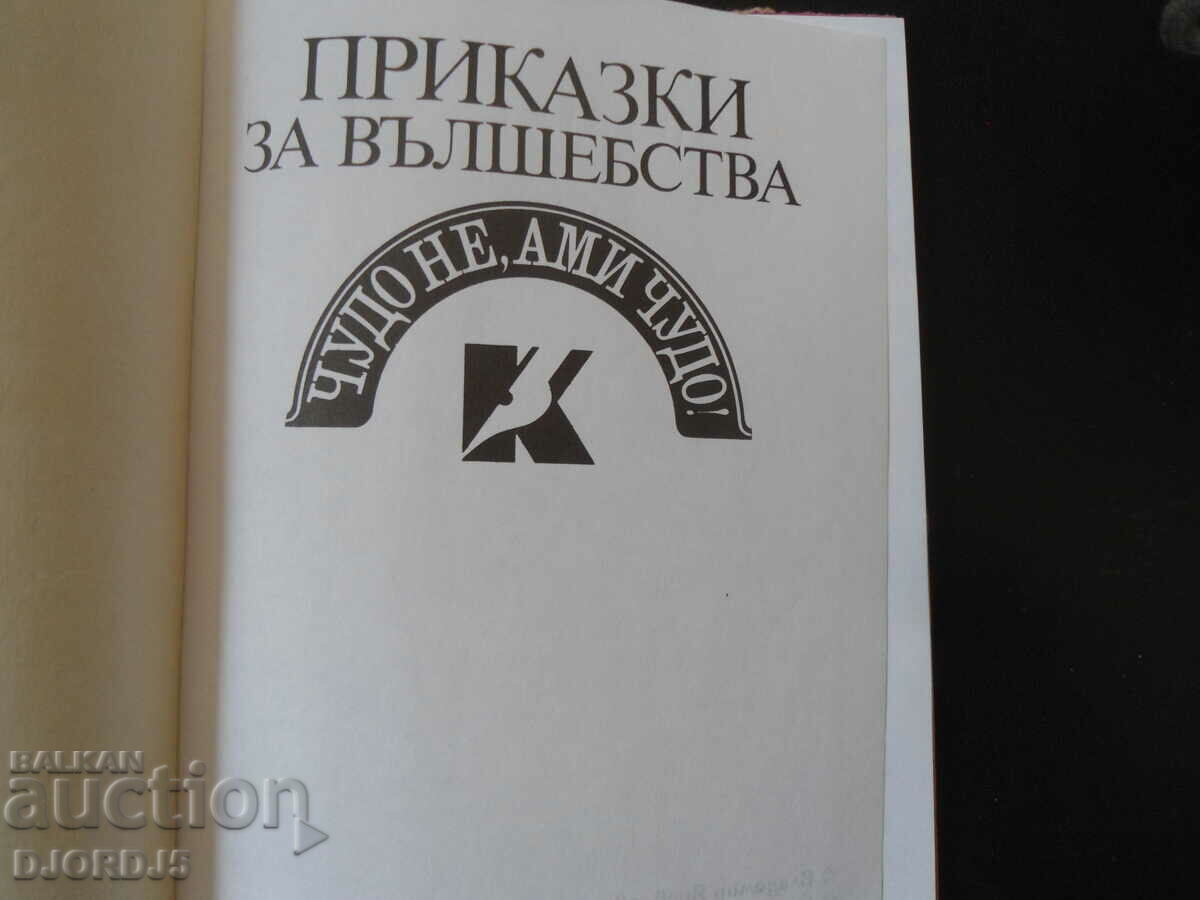 ПРИКАЗКИ
ЗА ВЪЛШЕБСТВА
ЧУДО НЕ, АМИ ЧУДО!
К
BALKAN
auction
DJORDJ5